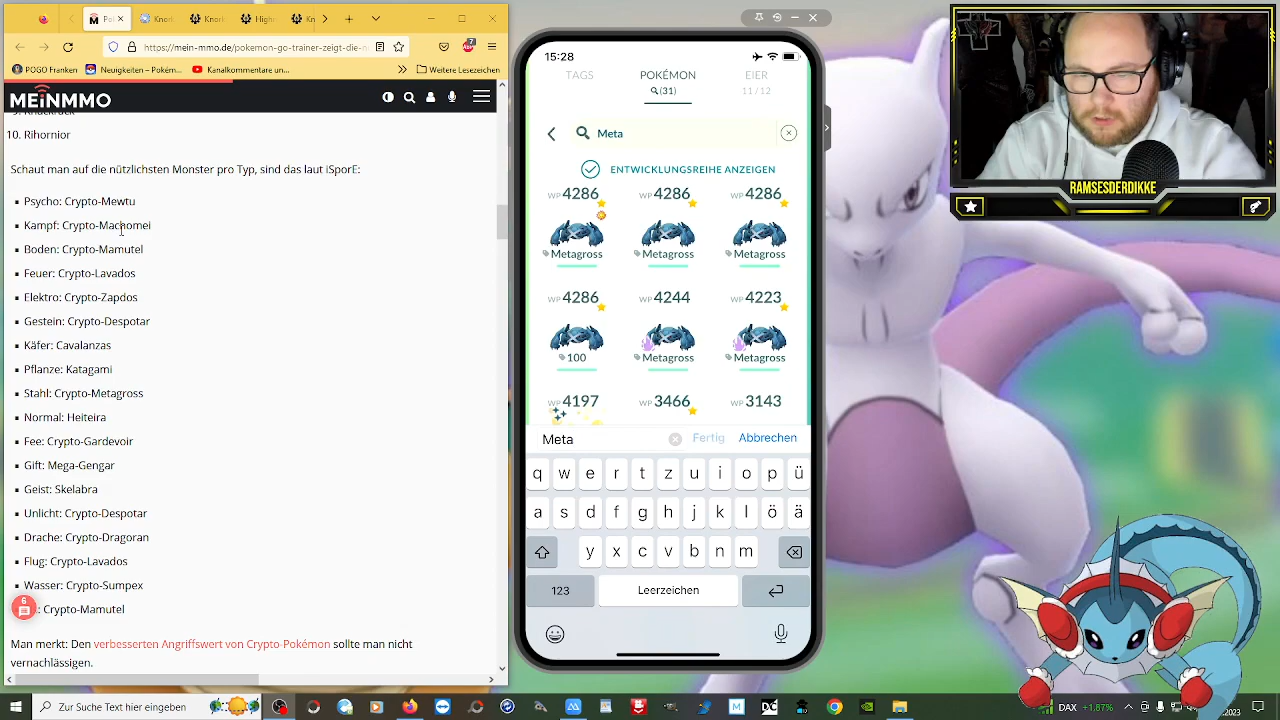 https://mein-mmo.de/pokemon-go-trainer-zeigt-die-
POGO
Neuigkeiten – Pokém...
Kanalkommentare un...
Weitere Lesezeichen
MEIN MMO
10. Rihornior
Schaut man auf die nützlichsten Monster pro Typ, sind das laut iSporE:
Psycho: Crypto-Mewtu
Kampf: Crypto-Machomei
Boden: Crypto-Mamutel
Feuer: Crypto-Lavados
Elektro: Crypto-Zapdos
Gestein: Crypto-Despotar
Käfer: Cavalanzas
Pflanze: Katagami
Stahl: Crypto-Metagross
Normal: Heiteira
Fee: Crypto-Gardevoir
Gift: Mega-Gengar
Geist: Skelabra
Unlicht: Crypto-Despotar
Drache: Crypto-Dragoran
Flug: Crypto-Lavados
Wasser: Crypto-Sumpex
: Crypto-Mamutel
6
Man merkt: Den verbesserten Angriffswert von Crypto-Pokémon sollte man nicht
vernachlässigen.
15:28
TAGS
POKÉMON
EIER
(31)
11 / 12
Meta
ENTWICKLUNGSREIHE ANZEIGEN
WP 4286
WP 4286
WP 4286
Metagross
Metagross
Metagross
WP 4286
WP 4244
WP 4223
100
Metagross
Metagross
WP 4197
WP 3466
WP 3143
Meta
Fertig
Abbrechen
q w e r t z u i o p ü
a s d f g h j k l ö ä
y x c v b n m
123
Leerzeichen
RAMSESDERDIKKE
Zur Suche Text hier eingeben
DAX
+1,87%